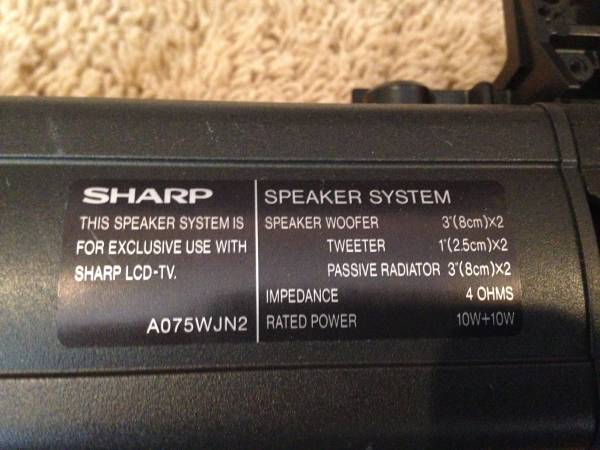 SHARP
THIS SPEAKER SYSTEM IS
FOR EXCLUSIVE USE WITH
SHARP LCD-TV.
A075WJN2
SPEAKER SYSTEM
SPEAKER WOOFER 3"(8cm)×2
TWEETER 1"(2.5cm)×2
PASSIVE RADIATOR 3"(8cm)×2
IMPEDANCE 4 OHMS
RATED POWER 10W+10W